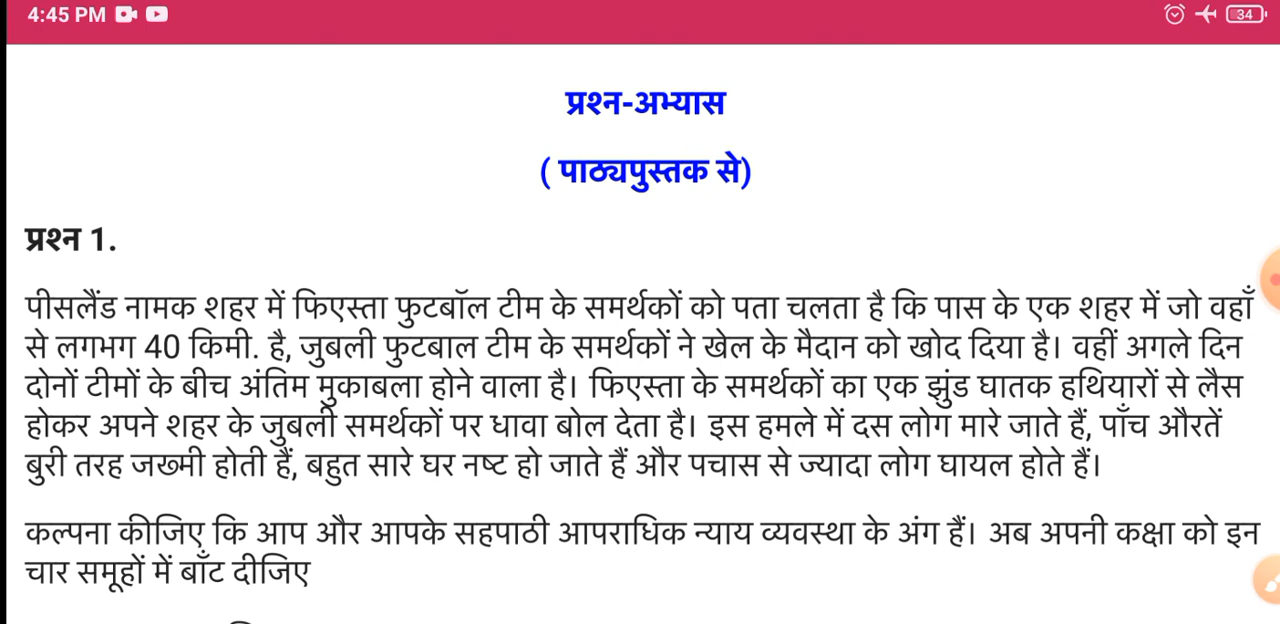 4:45 PM
34
प्रश्न-अभ्यास
( पाठ्यपुस्तक से)
प्रश्न 1.
पीसलैंड नामक शहर में फिएस्ता फुटबॉल टीम के समर्थकों को पता चलता है कि पास के एक शहर में जो वहाँ
से लगभग 40 किमी. है, जुबली फुटबाल टीम के समर्थकों ने खेल के मैदान को खोद दिया है। वहीं अगले दिन
दोनों टीमों के बीच अंतिम मुकाबला होने वाला है। फिएस्ता के समर्थकों का एक झुंड घातक हथियारों से लैस
होकर अपने शहर के जुबली समर्थकों पर धावा बोल देता है। इस हमले में दस लोग मारे जाते हैं, पाँच औरतें
बुरी तरह जख्मी होती हैं, बहुत सारे घर नष्ट हो जाते हैं और पचास से ज्यादा लोग घायल होते हैं।
कल्पना कीजिए कि आप और आपके सहपाठी आपराधिक न्याय व्यवस्था के अंग हैं। अब अपनी कक्षा को इन
चार समूहों में बाँट दीजिए